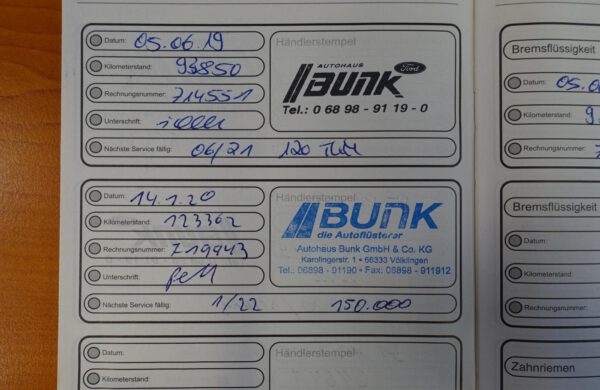 Datum: 05.06.19
Händlerstempel
Kilometerstand: 93850
AUTOHAUS
BUNK
Ford
Rechnungsnummer: 714551
Tel.: 0 68 98 - 91 19 - 0
Unterschrift:
Nächste Service fällig: 06/21 120 TKM
Datum: 14.1.20
Händlerstempel
Kilometerstand: 123362
BUNK
die Autoflüsterer
Rechnungsnummer: 719943
Autohaus Bunk GmbH & Co. KG
Karolingerstr. 1 • 66333 Völklingen
Unterschrift:
Tel.: 06898 - 91190 • Fax: 06898 - 911912
Nächste Service fällig: 1/22 150.000
Datum:
Händlerstempel
Kilometerstand:
Bremsflüssigkeit
Datum: 05.0
Kilometerstand: 9
Rechnungsnummer: 7
Bremsflüssigkeit
Datum:
Kilometerstand:
Rechnungsnummer:
Zahnriemen